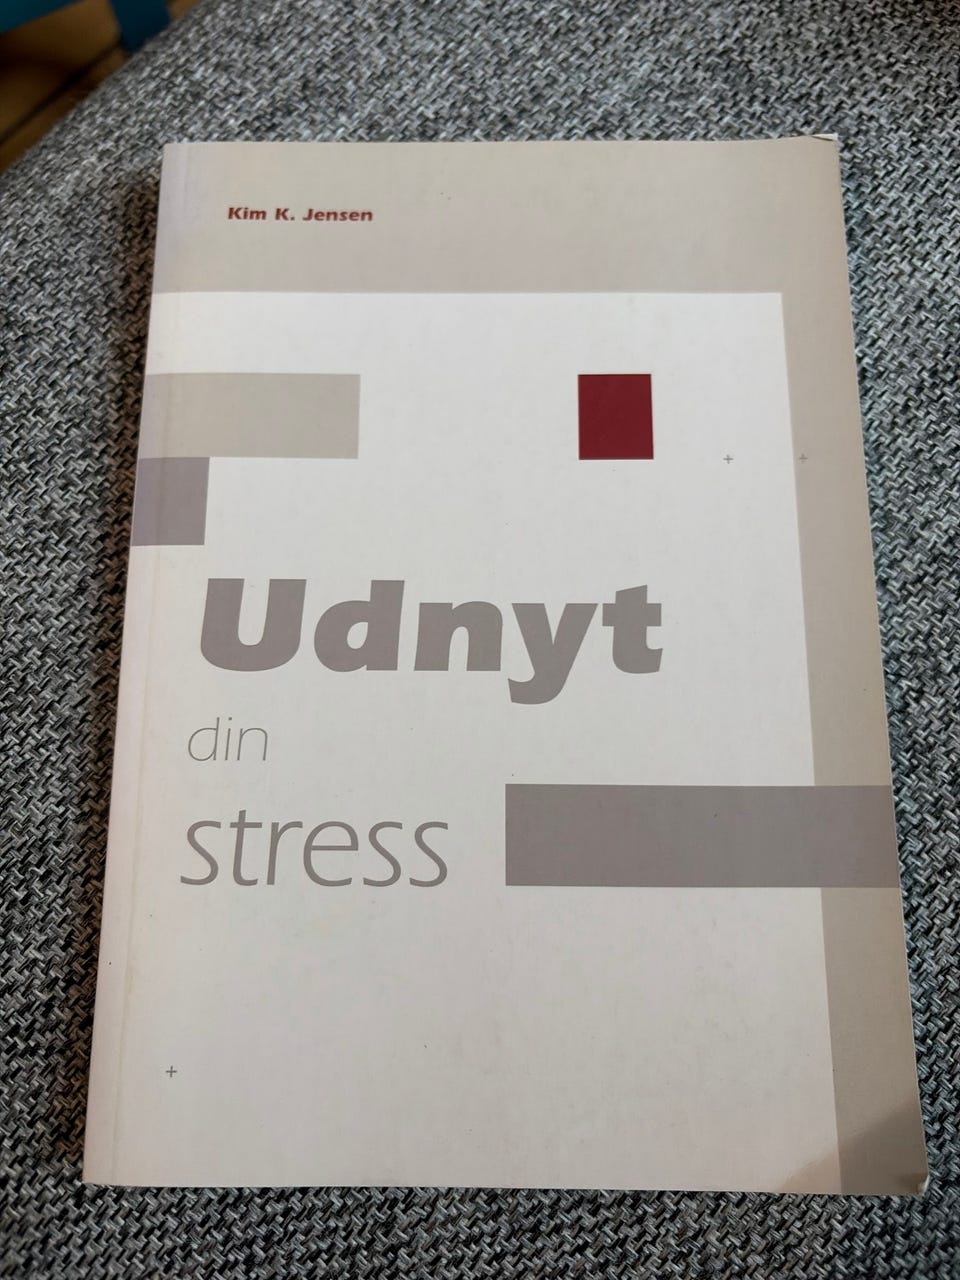 Kim K. Jensen
Udnyt
din
stress